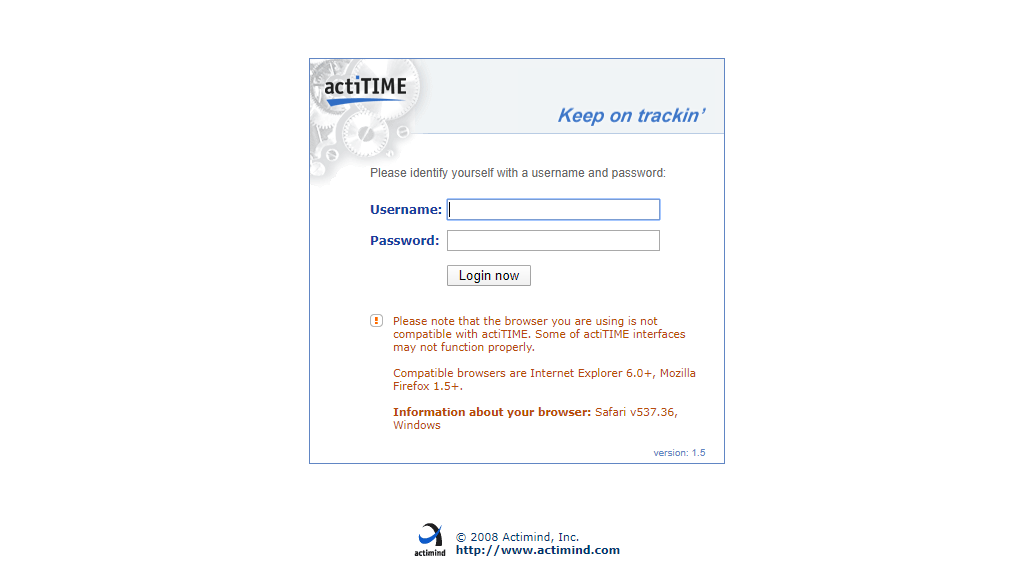 actiTIME
Keep on trackin’
Please identify yourself with a username and password:
Username:
Password:
Login now
Please note that the browser you are using is not
compatible with actiTIME. Some of actiTIME interfaces
may not function properly.
Compatible browsers are Internet Explorer 6.0+, Mozilla
Firefox 1.5+.
Information about your browser: Safari v537.36,
Windows
version: 1.5
actimind
© 2008 Actimind, Inc.
http://www.actimind.com